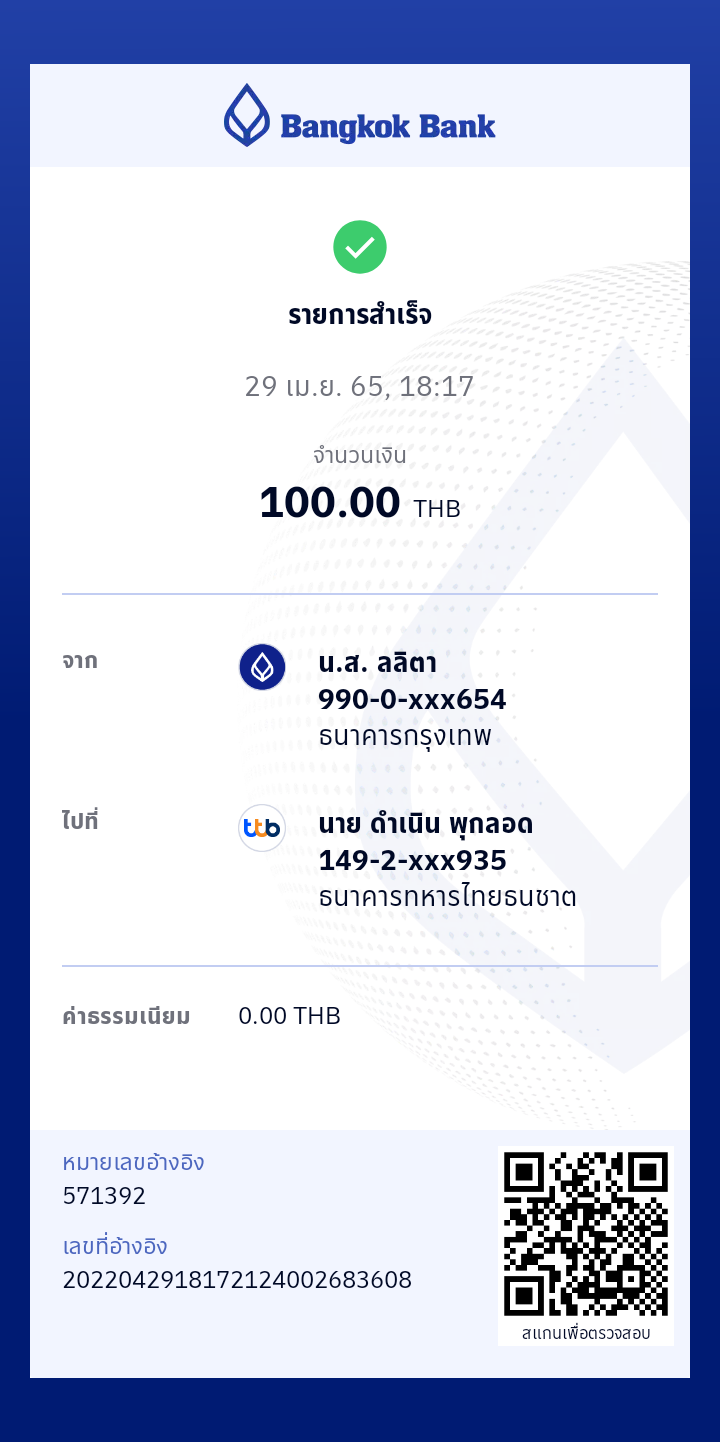 Bangkok Bank
รายการสำเร็จ
29 เม.ย. 65, 18:17
จำนวนเงิน
100.00 THB
จาก
น.ส. ลลิตา
990-0-xxx654
ธนาคารกรุงเทพ
ไปที่
ttb
นาย ดำเนิน พุกลอด
149-2-xxx935
ธนาคารทหารไทยธนชาต
ค่าธรรมเนียม 0.00 THB
หมายเลขอ้างอิง
571392
เลขที่อ้างอิง
2022042918172124002683608
สแกนเพื่อตรวจสอบ